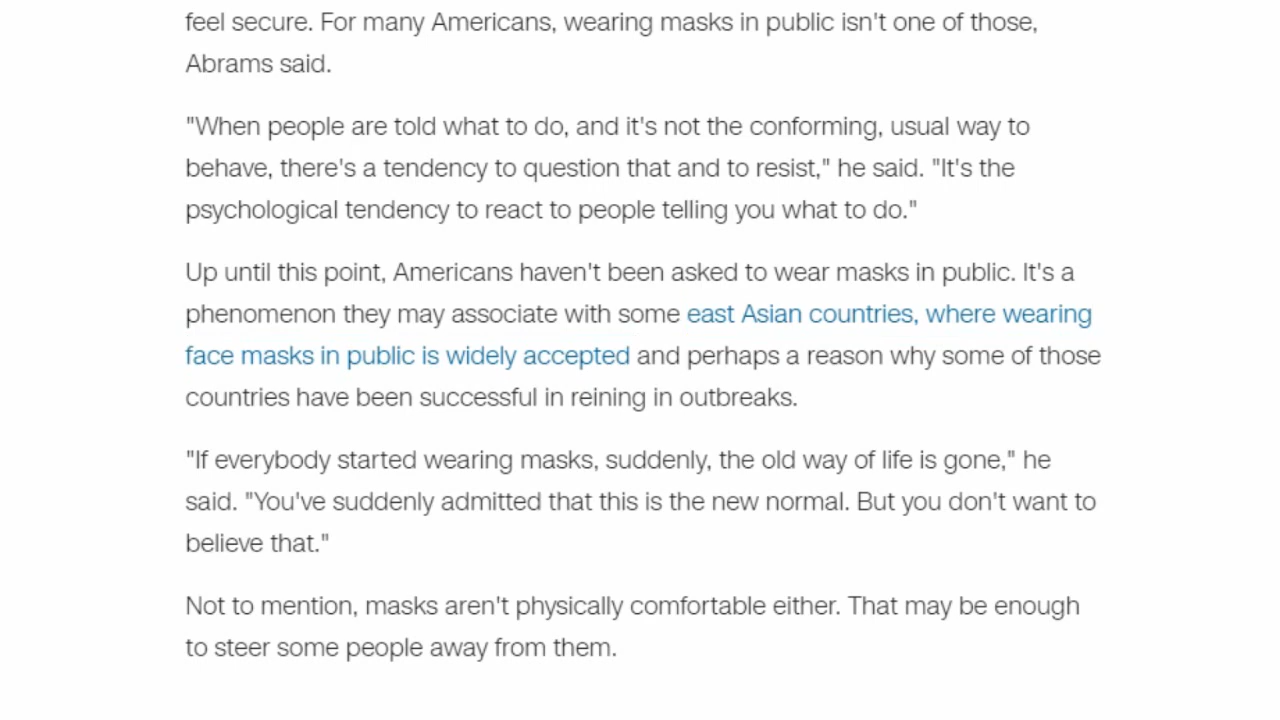 feel secure. For many Americans, wearing masks in public isn't one of those,
Abrams said.
"When people are told what to do, and it's not the conforming, usual way to
behave, there's a tendency to question that and to resist," he said. "It's the
psychological tendency to react to people telling you what to do."
Up until this point, Americans haven't been asked to wear masks in public. It's a
phenomenon they may associate with some east Asian countries, where wearing
face masks in public is widely accepted and perhaps a reason why some of those
countries have been successful in reining in outbreaks.
"If everybody started wearing masks, suddenly, the old way of life is gone," he
said. "You've suddenly admitted that this is the new normal. But you don't want to
believe that."
Not to mention, masks aren't physically comfortable either. That may be enough
to steer some people away from them.